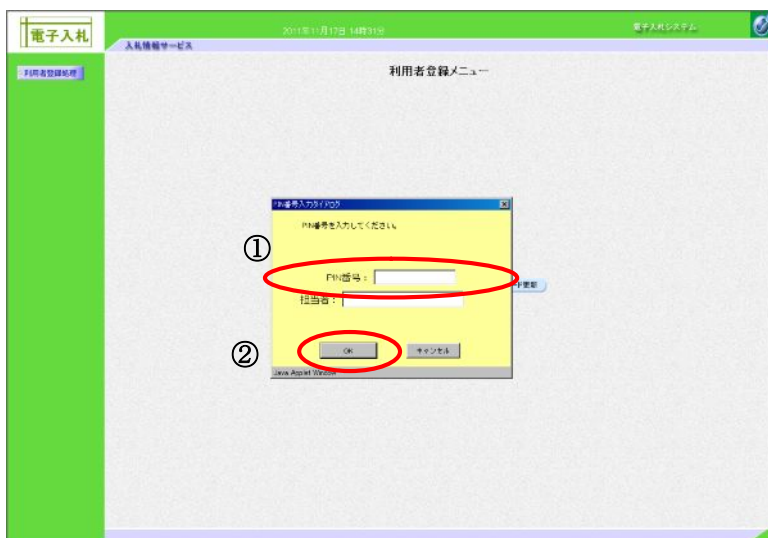 電子入札
2011年11月17日 14時31分
電子入札システム
入札情報サービス
利用者登録処理
利用者登録メニュー
PIN番号入力ダイアログ
PIN番号を入力してください。
①
PIN番号：
担当者：
ド更新
②
OK キャンセル
Java Applet Window